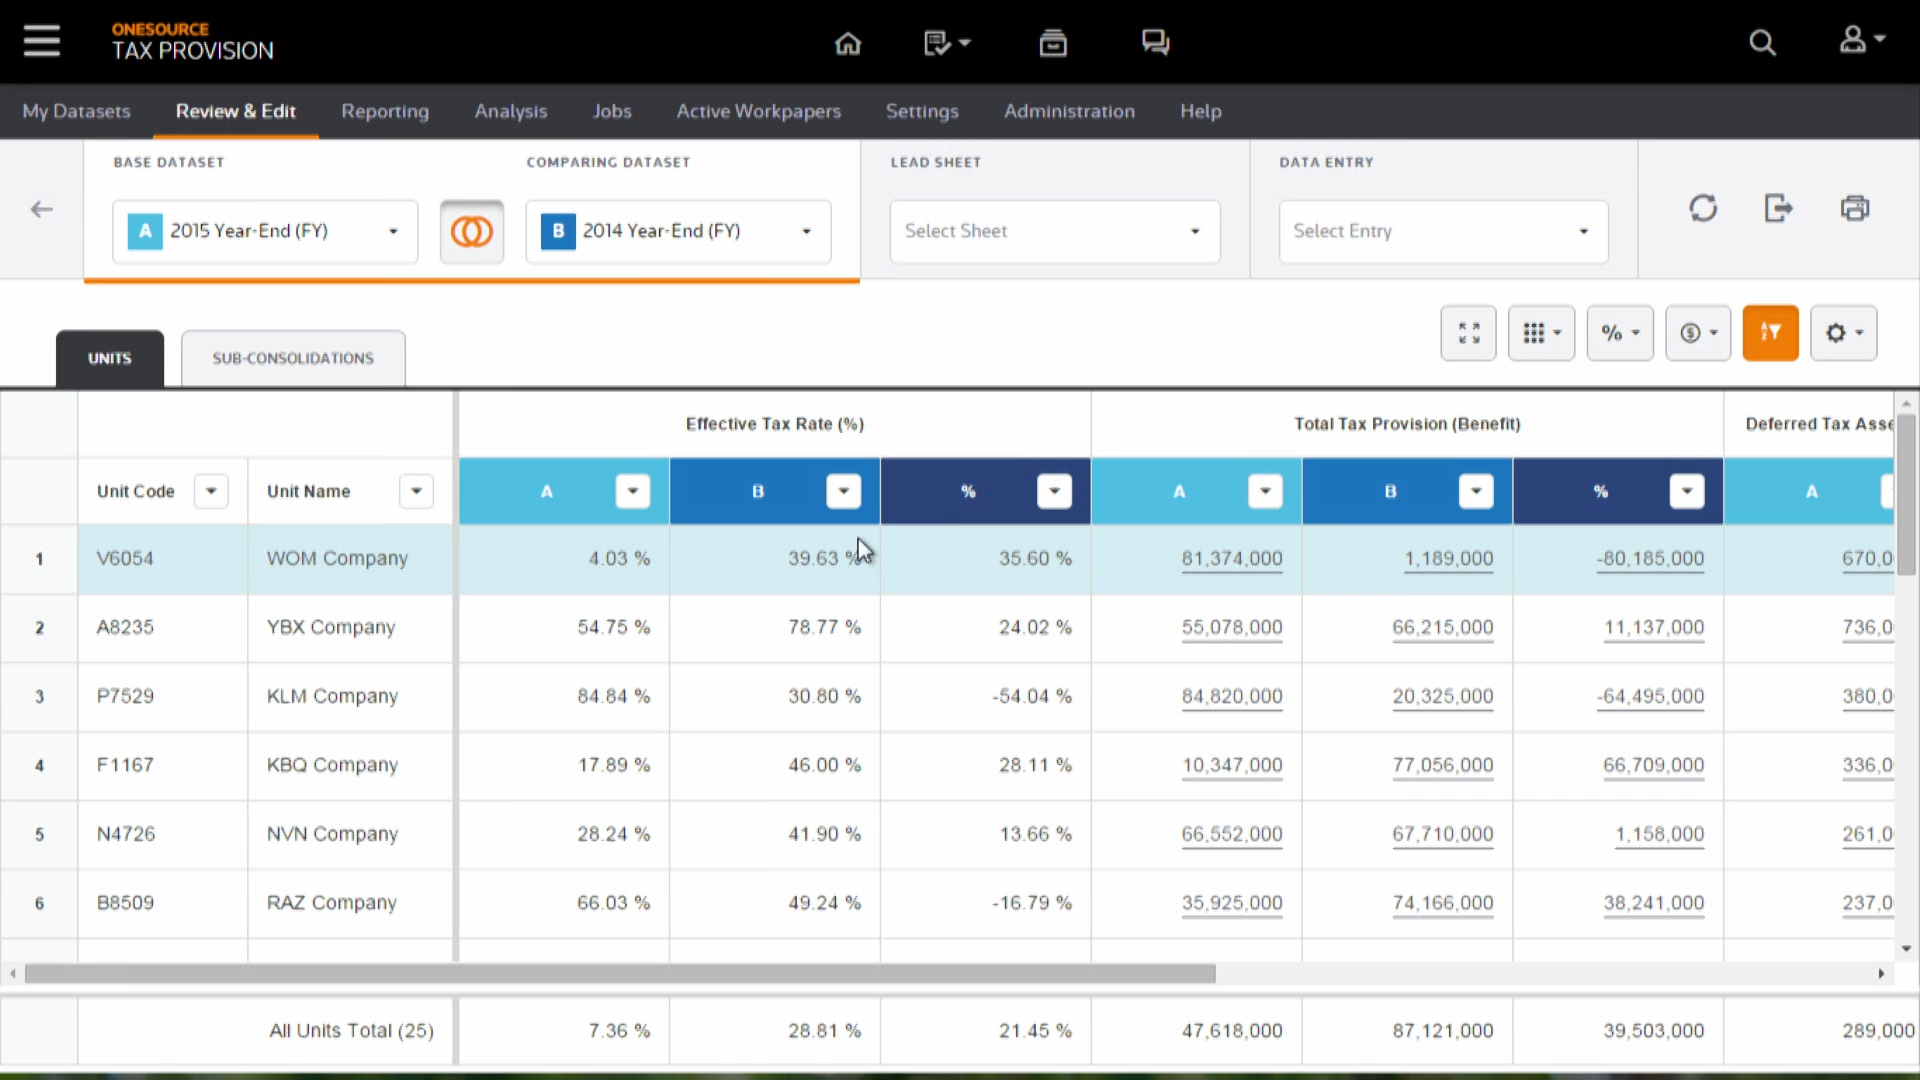 ONESOURCE
TAX PROVISION
My Datasets Review & Edit Reporting Analysis Jobs Active Workpapers Settings Administration Help
BASE DATASET COMPARING DATASET LEAD SHEET DATA ENTRY
A 2015 Year-End (FY) B 2014 Year-End (FY) Select Sheet Select Entry
% $
UNITS SUB-CONSOLIDATIONS
Effective Tax Rate (%) Total Tax Provision (Benefit) Deferred Tax Asse
Unit Code Unit Name A B % A B % A
1 V6054 WOM Company 4.03 % 39.63 % 35.60 % 81,374,000 1,189,000 -80,185,000 670,0
2 A8235 YBX Company 54.75 % 78.77 % 24.02 % 55,078,000 66,215,000 11,137,000 736,0
3 P7529 KLM Company 84.84 % 30.80 % -54.04 % 84,820,000 20,325,000 -64,495,000 380,0
4 F1167 KBQ Company 17.89 % 46.00 % 28.11 % 10,347,000 77,056,000 66,709,000 336,0
5 N4726 NVN Company 28.24 % 41.90 % 13.66 % 66,552,000 67,710,000 1,158,000 261,0
6 B8509 RAZ Company 66.03 % 49.24 % -16.79 % 35,925,000 74,166,000 38,241,000 237,0
All Units Total (25) 7.36 % 28.81 % 21.45 % 47,618,000 87,121,000 39,503,000 289,000